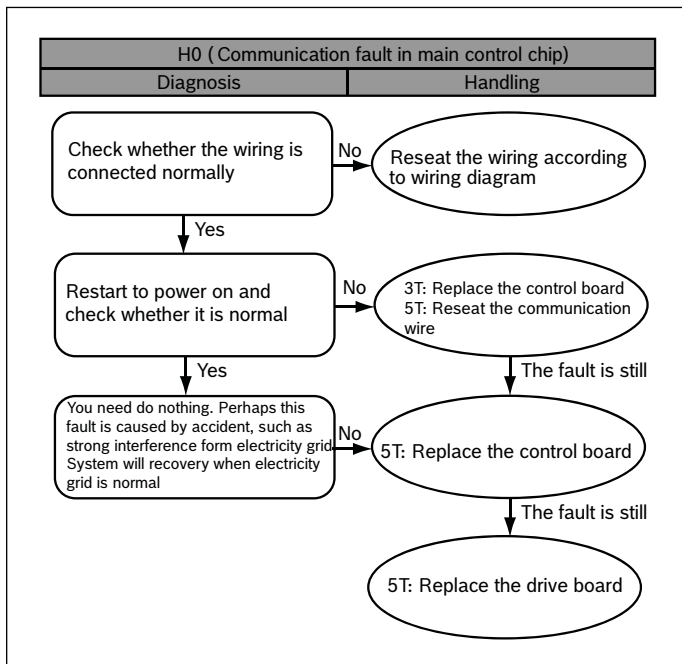 H0 ( Communication fault in main control chip)
Diagnosis
Handling
Check whether the wiring is
connected normally
No
Reseat the wiring according
to wiring diagram
Yes
Restart to power on and
check whether it is normal
No
3T: Replace the control board
5T: Reseat the communication
wire
Yes
The fault is still
You need do nothing. Perhaps this
fault is caused by accident, such as
strong interference form electricity grid
System will recovery when electricity
grid is normal
No
5T: Replace the control board
The fault is still
5T: Replace the drive board